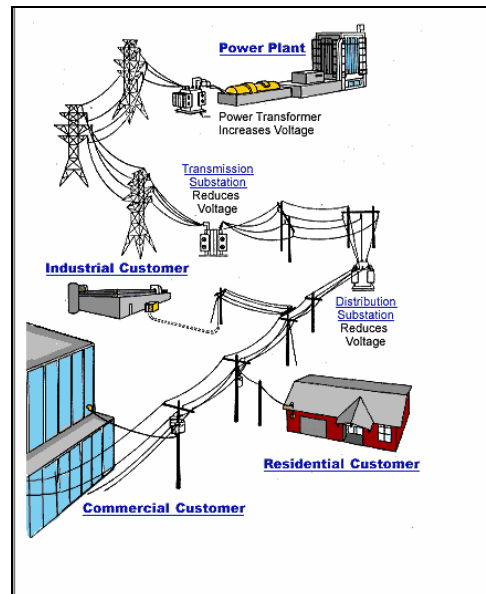 Power Plant
Power Transformer
Increases Voltage
Transmission
Substation
Reduces
Voltage
Industrial Customer
Distribution
Substation
Reduces
Voltage
Residential Customer
Commercial Customer